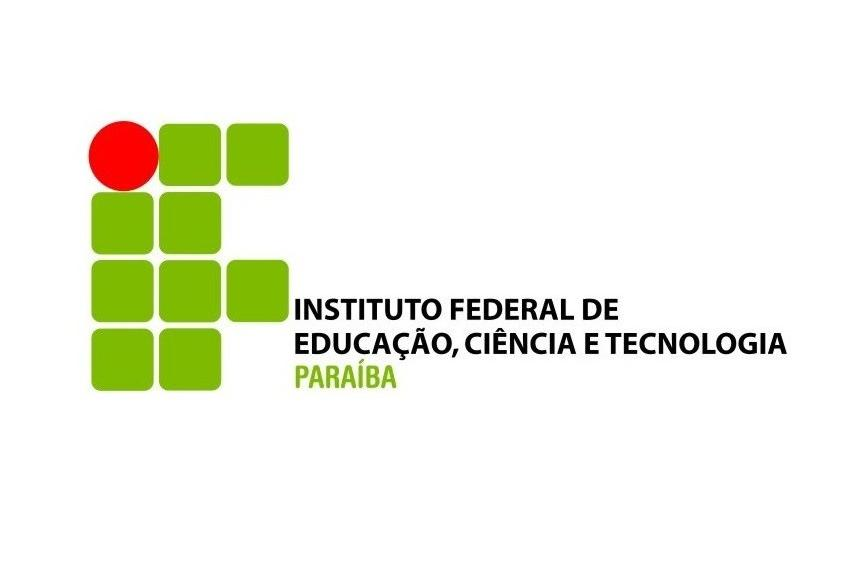 INSTITUTO FEDERAL DE
EDUCAÇÃO, CIÊNCIA E TECNOLOGIA
PARAÍBA